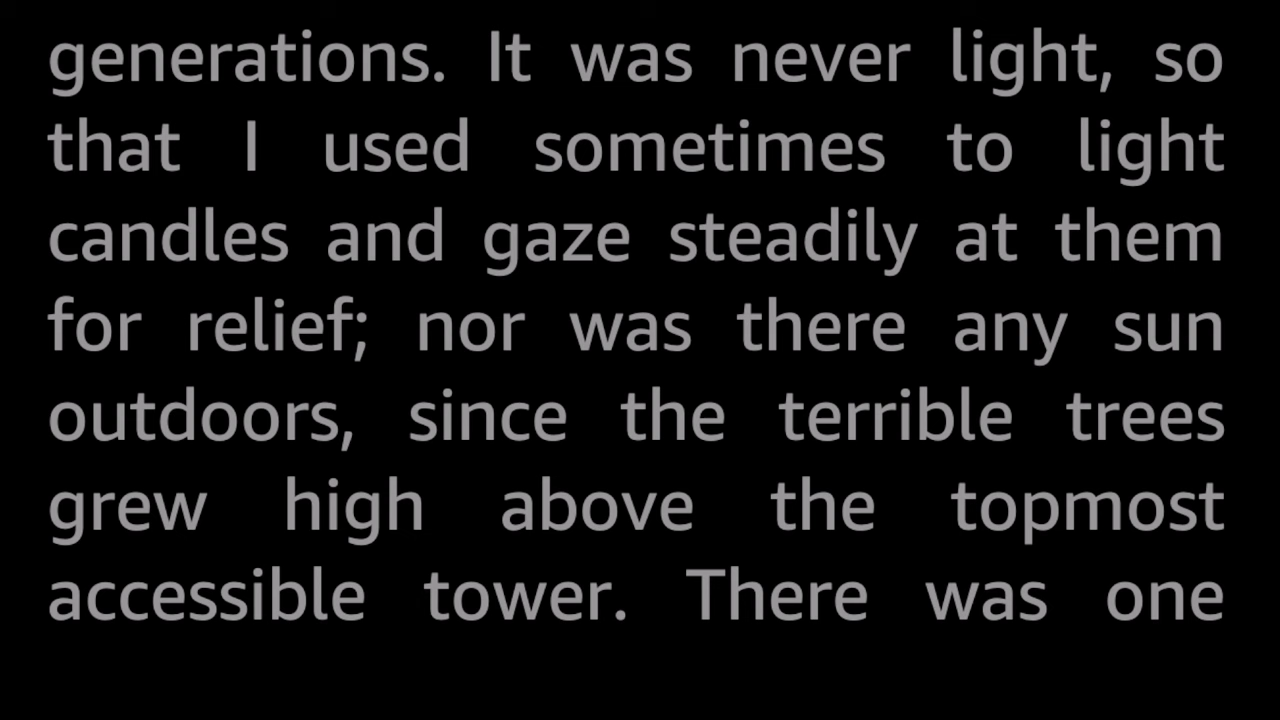 generations. It was never light, so
that I used sometimes to light
candles and gaze steadily at them
for relief; nor was there any sun
outdoors, since the terrible trees
grew high above the topmost
accessible tower. There was one